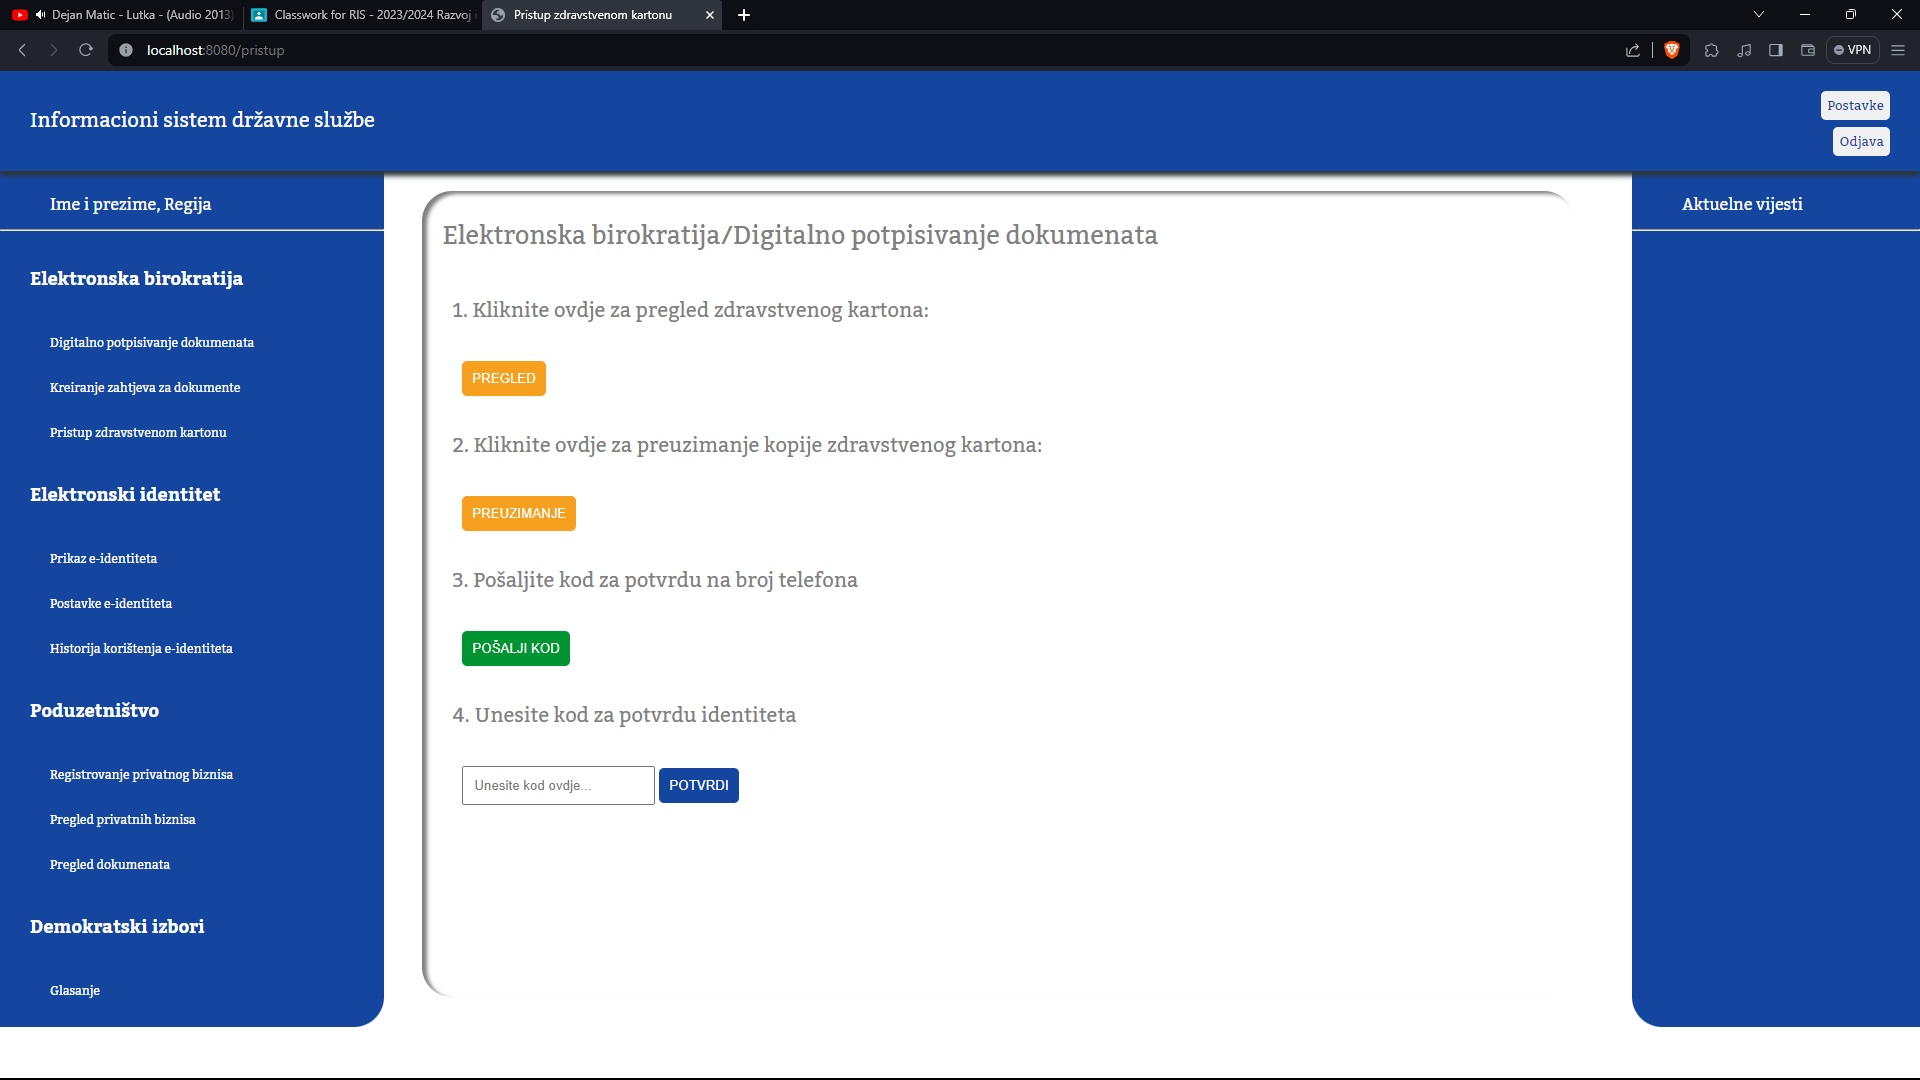 Dejan Matic - Lutka - (Audio 2013)
Classwork for RIS - 2023/2024 Razvoj
Pristup zdravstvenom kartonu
localhost:8080/pristup
VPN
Informacioni sistem državne službe
Postavke
Odjava
Ime i prezime, Regija
Elektronska birokratija
Digitalno potpisivanje dokumenata
Kreiranje zahtjeva za dokumente
Pristup zdravstvenom kartonu
Elektronski identitet
Prikaz e-identiteta
Postavke e-identiteta
Historija korištenja e-identiteta
Poduzetništvo
Registrovanje privatnog biznisa
Pregled privatnih biznisa
Pregled dokumenata
Demokratski izbori
Glasanje
Elektronska birokratija/Digitalno potpisivanje dokumenata
1. Kliknite ovdje za pregled zdravstvenog kartona:
PREGLED
2. Kliknite ovdje za preuzimanje kopije zdravstvenog kartona:
PREUZIMANJE
3. Pošaljite kod za potvrdu na broj telefona
POŠALJI KOD
4. Unesite kod za potvrdu identiteta
Unesite kod ovdje...
POTVRDI
Aktuelne vijesti